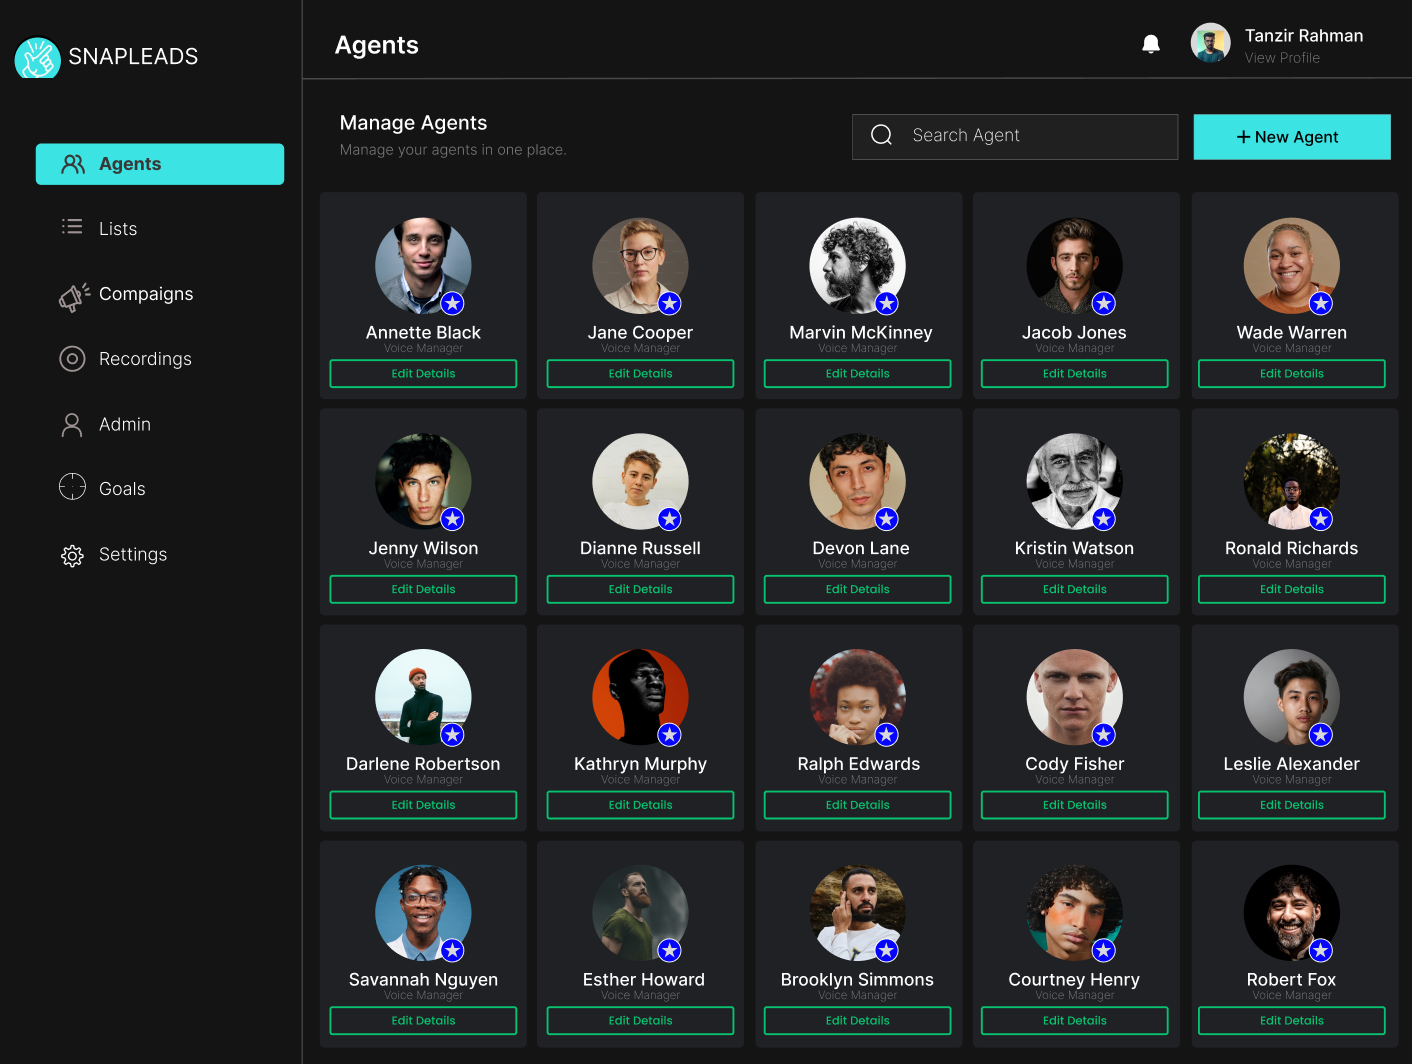 SNAPLEADS
Agents
Tanzir Rahman
View Profile
Agents
Lists
Compaigns
Recordings
Admin
Goals
Settings
Manage Agents
Manage your agents in one place.
Search Agent
+ New Agent
Annette Black
Voice Manager
Edit Details
Jane Cooper
Voice Manager
Edit Details
Marvin McKinney
Voice Manager
Edit Details
Jacob Jones
Voice Manager
Edit Details
Wade Warren
Voice Manager
Edit Details
Jenny Wilson
Voice Manager
Edit Details
Dianne Russell
Voice Manager
Edit Details
Devon Lane
Voice Manager
Edit Details
Kristin Watson
Voice Manager
Edit Details
Ronald Richards
Voice Manager
Edit Details
Darlene Robertson
Voice Manager
Edit Details
Kathryn Murphy
Voice Manager
Edit Details
Ralph Edwards
Voice Manager
Edit Details
Cody Fisher
Voice Manager
Edit Details
Leslie Alexander
Voice Manager
Edit Details
Savannah Nguyen
Voice Manager
Edit Details
Esther Howard
Voice Manager
Edit Details
Brooklyn Simmons
Voice Manager
Edit Details
Courtney Henry
Voice Manager
Edit Details
Robert Fox
Voice Manager
Edit Details